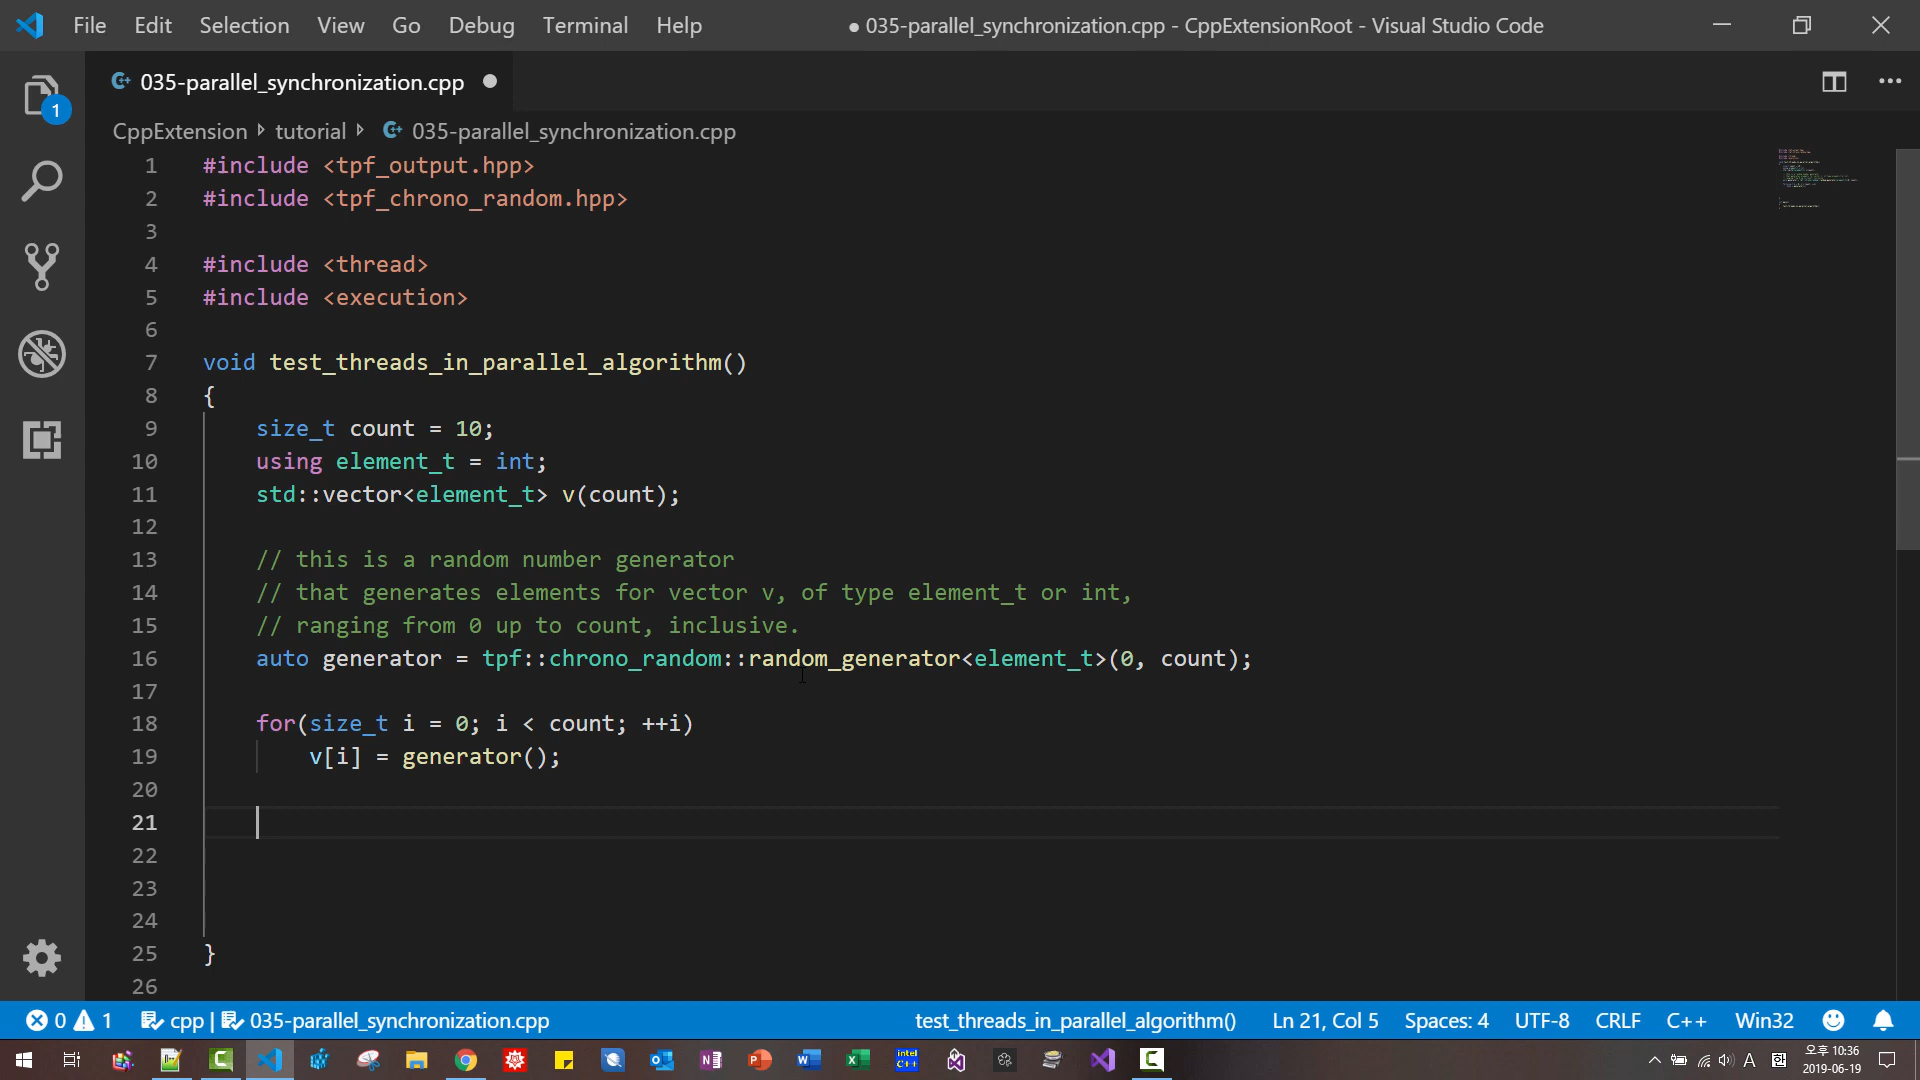 File Edit Selection View Go Debug Terminal Help ● 035-parallel_synchronization.cpp - CppExtensionRoot - Visual Studio Code
035-parallel_synchronization.cpp
1
CppExtension tutorial 035-parallel_synchronization.cpp
1 #include <tpf_output.hpp>
2 #include <tpf_chrono_random.hpp>
3
4 #include <thread>
5 #include <execution>
6
7 void test_threads_in_parallel_algorithm()
8 {
9 size_t count = 10;
10 using element_t = int;
11 std::vector<element_t> v(count);
12
13 // this is a random number generator
14 // that generates elements for vector v, of type element_t or int,
15 // ranging from 0 up to count, inclusive.
16 auto generator = tpf::chrono_random::random_generator<element_t>(0, count);
17
18 for(size_t i = 0; i < count; ++i)
19 v[i] = generator();
20
21
22
23
24
25 }
26
0 1 cpp | 035-parallel_synchronization.cpp test_threads_in_parallel_algorithm() Ln 21, Col 5 Spaces: 4 UTF-8 CRLF C++ Win32
intel C++ A 오후 10:36
2019-06-19